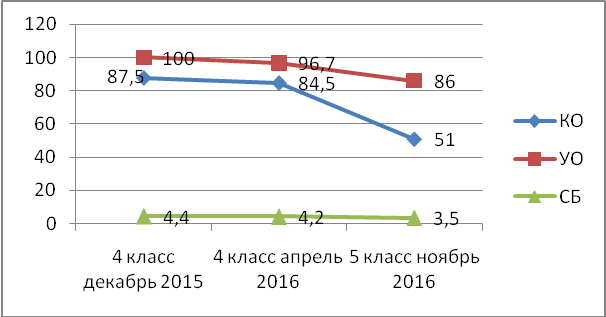 120
100
80
60
40
20
0
100
96,7
86
87,5
84,5
51
4,4
4,2
3,5
4 класс
декабрь 2015
4 класс апрель
2016
5 класс ноябрь
2016
КО
УО
СБ